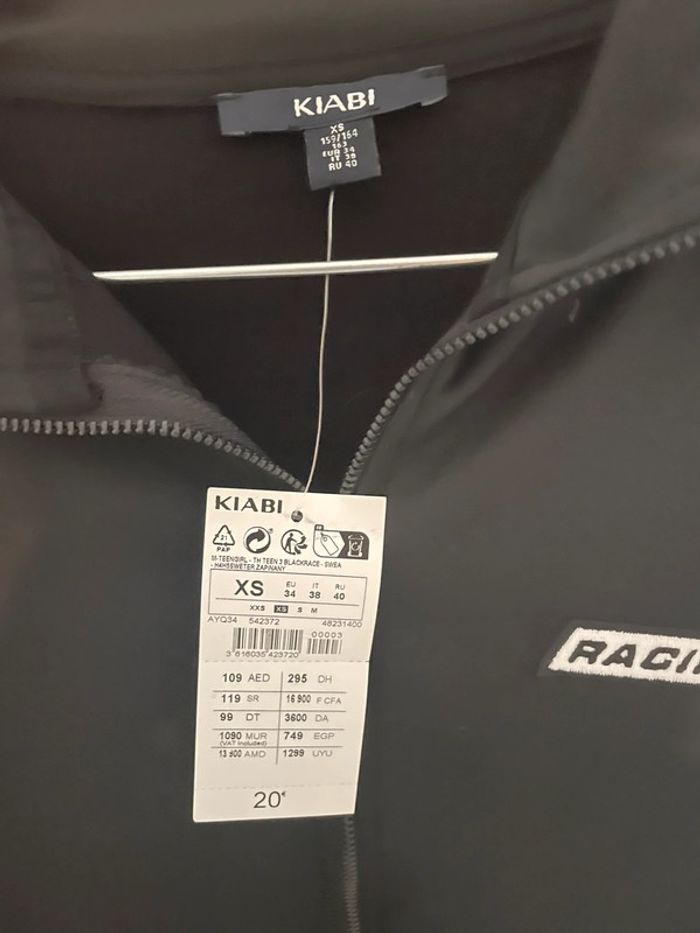 KIABI
XS
159/164
163
EUR 34
IT 38
RU 40
KIABI
21
PAP
M-TEENGIRL - TH TEEN 3 BLACKRACE - SWEA
- H4H5SWETER ZAPINANY
XS EU 34 IT 38 RU 40
XXS XS S M
AYQ34 542372 48231400
00003
3 616035 423720
109 AED 295 DH
119 SR 16 900 F CFA
99 DT 3600 DA
1090 MUR 749 EGP
(VAT Included)
13 900 AMD 1299 UYU
20€
RACI